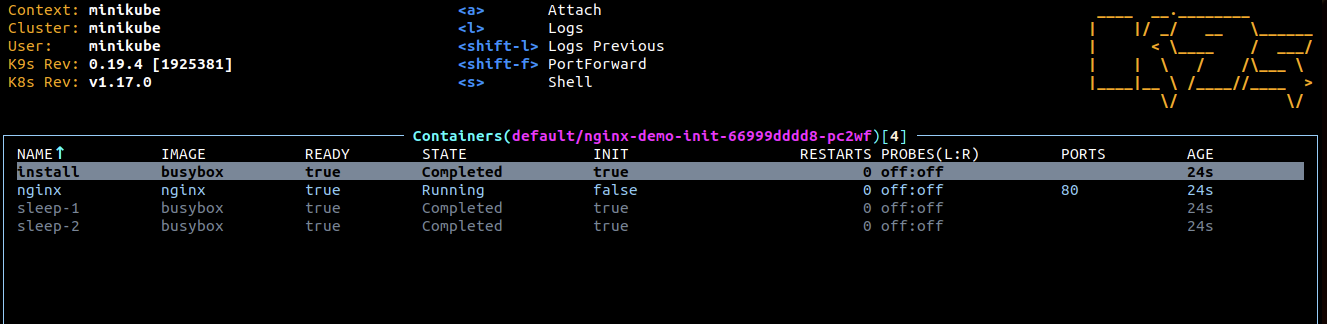 Context: minikube <a> Attach
Cluster: minikube <l> Logs
User: minikube <shift-l> Logs Previous
K9s Rev: 0.19.4 [1925381] <shift-f> PortForward
K8s Rev: v1.17.0 <s> Shell
K9s
Containers(default/nginx-demo-init-66999dddd8-pc2wf)[4]
NAME↑ IMAGE READY STATE INIT RESTARTS PROBES(L:R) PORTS AGE
install busybox true Completed true 0 off:off 24s
nginx nginx true Running false 0 off:off 80 24s
sleep-1 busybox true Completed true 0 off:off 24s
sleep-2 busybox true Completed true 0 off:off 24s